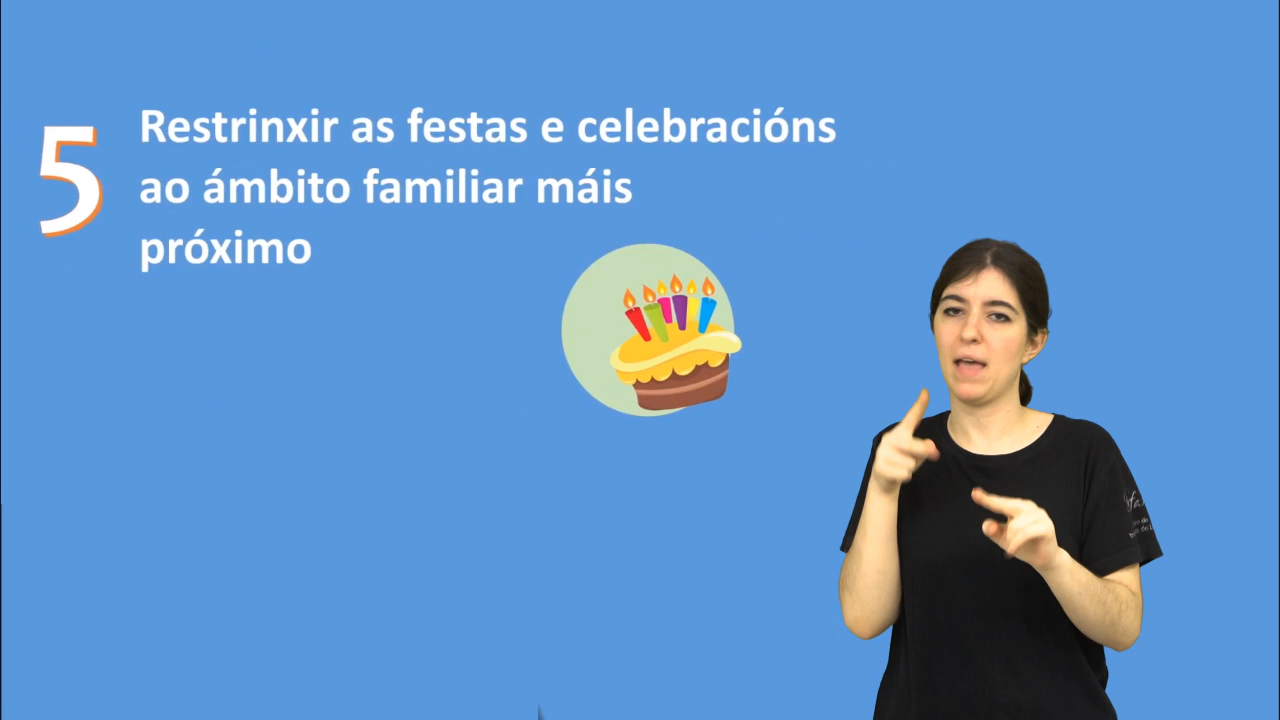 5
Restrinxir as festas e celebracións
ao ámbito familiar máis
próximo